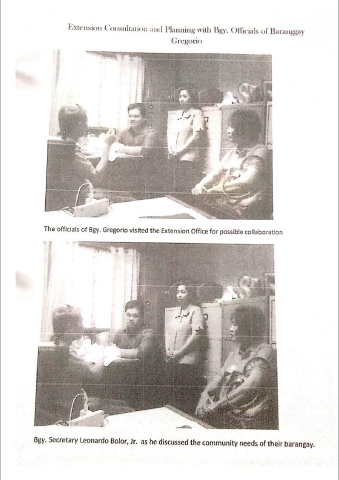 Extension Consultation and Planning with Bgy. Officials of Baranggay
Gregorio
The officials of Bgy. Gregorio visited the Extension Office for possible collaboration
Bgy. Secretary Leonardo Bolor, Jr. as he discussed the community needs of their barangay.